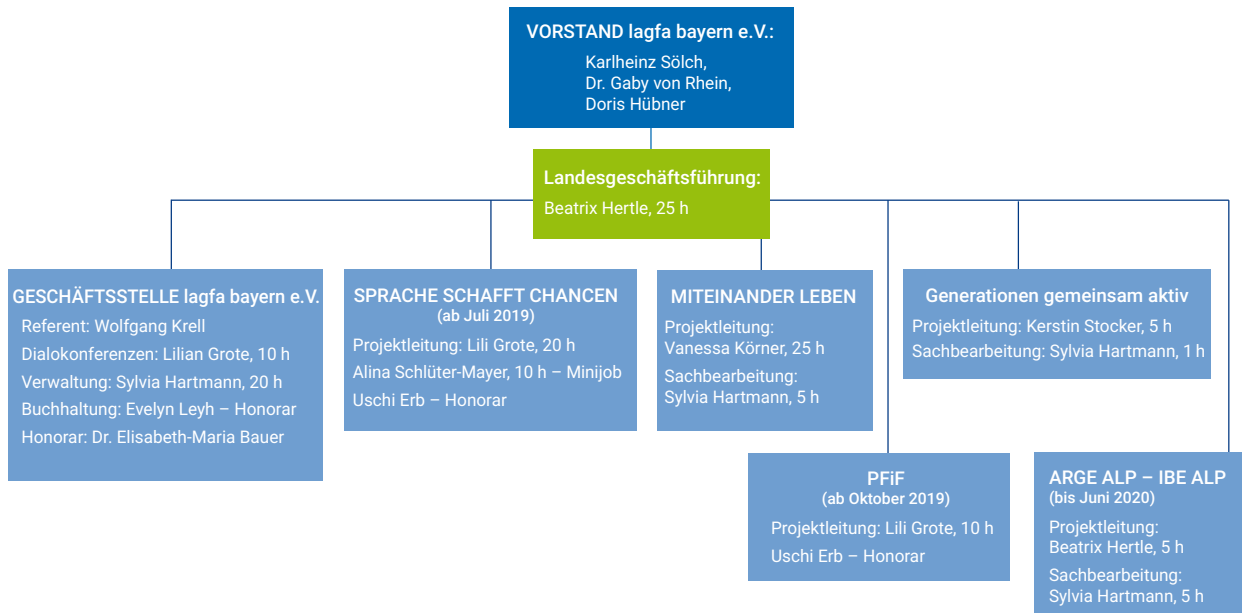 VORSTAND lagfa bayern e.V.:
Karlheinz Sölch,
Dr. Gaby von Rhein,
Doris Hübner
Landesgeschäftsführung:
Beatrix Hertle, 25 h
GESCHÄFTSSTELLE lagfa bayern e.V.
Referent: Wolfgang Krell
Dialokonferenzen: Lilian Grote, 10 h
Verwaltung: Sylvia Hartmann, 20 h
Buchhaltung: Evelyn Leyh – Honorar
Honorar: Dr. Elisabeth-Maria Bauer
SPRACHE SCHAFFT CHANCEN
(ab Juli 2019)
Projektleitung: Lili Grote, 20 h
Alina Schlüter-Mayer, 10 h – Minijob
Uschi Erb – Honorar
MITEINANDER LEBEN
Projektleitung:
Vanessa Körner, 25 h
Sachbearbeitung:
Sylvia Hartmann, 5 h
Generationen gemeinsam aktiv
Projektleitung: Kerstin Stocker, 5 h
Sachbearbeitung: Sylvia Hartmann, 1 h
PFiF
(ab Oktober 2019)
Projektleitung: Lili Grote, 10 h
Uschi Erb – Honorar
ARGE ALP – IBE ALP
(bis Juni 2020)
Projektleitung:
Beatrix Hertle, 5 h
Sachbearbeitung:
Sylvia Hartmann, 5 h